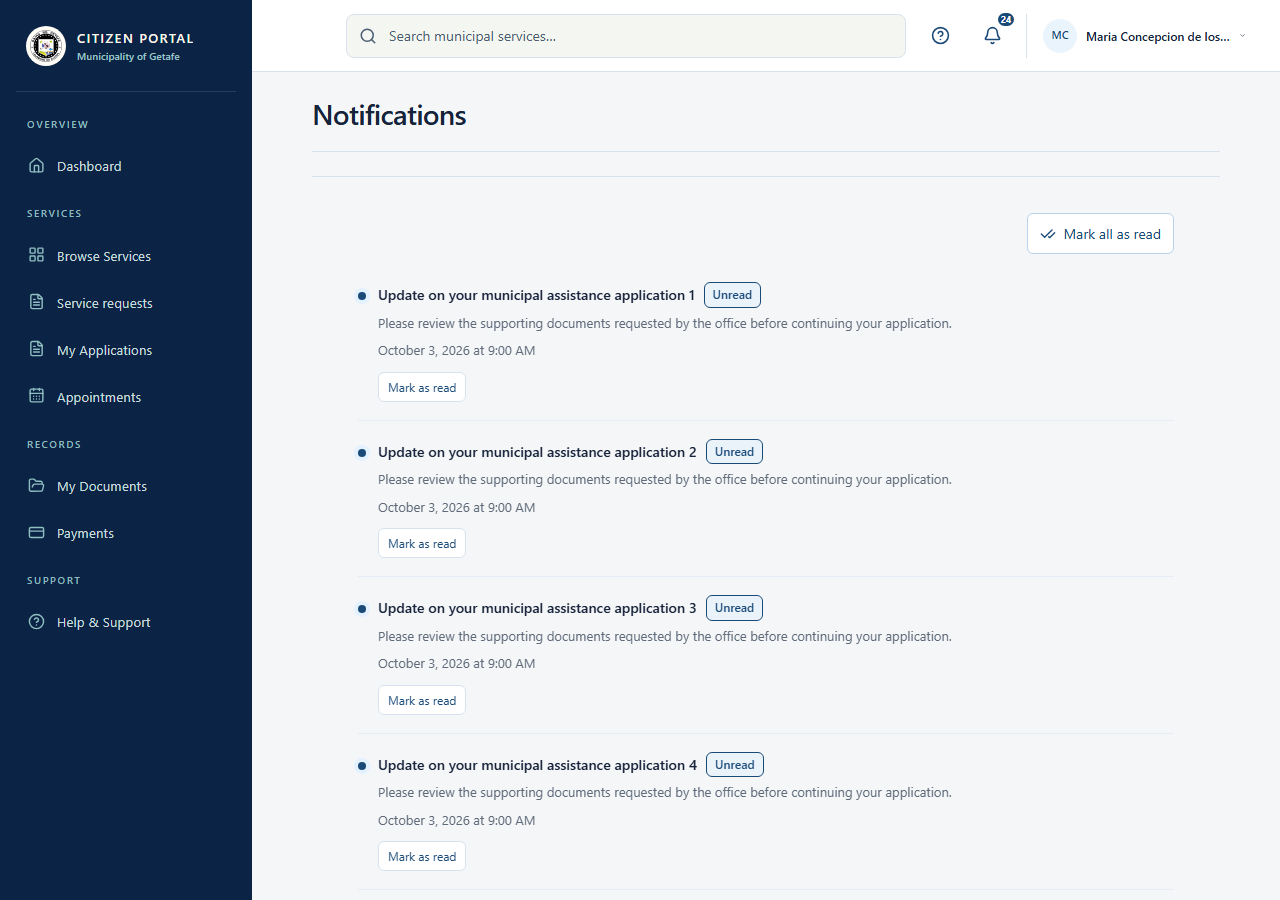 CITIZEN PORTAL
Municipality of Getafe
OVERVIEW
Dashboard
SERVICES
Browse Services
Service requests
My Applications
Appointments
RECORDS
My Documents
Payments
SUPPORT
Help & Support
Search municipal services...
24
MC
Maria Concepcion de los...
Notifications
Mark all as read
Update on your municipal assistance application 1 Unread
Please review the supporting documents requested by the office before continuing your application.
October 3, 2026 at 9:00 AM
Mark as read
Update on your municipal assistance application 2 Unread
Please review the supporting documents requested by the office before continuing your application.
October 3, 2026 at 9:00 AM
Mark as read
Update on your municipal assistance application 3 Unread
Please review the supporting documents requested by the office before continuing your application.
October 3, 2026 at 9:00 AM
Mark as read
Update on your municipal assistance application 4 Unread
Please review the supporting documents requested by the office before continuing your application.
October 3, 2026 at 9:00 AM
Mark as read